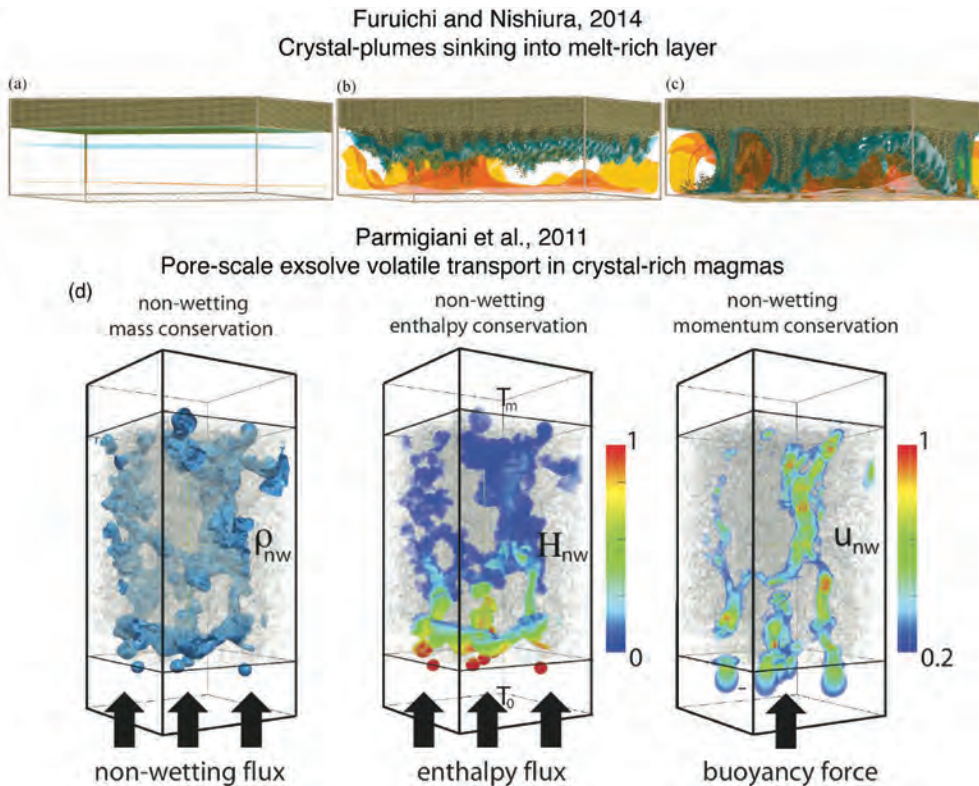 Furuichi and Nishiura, 2014
Crystal-plumes sinking into melt-rich layer
(a)
(b)
(c)
Parmigiani et al., 2011
Pore-scale exsolve volatile transport in crystal-rich magmas
(d)
non-wetting
mass conservation
non-wetting
enthalpy conservation
non-wetting
momentum conservation
Tm
1
1
ρnw
Hnw
unw
0
0.2
To
non-wetting flux
enthalpy flux
buoyancy force